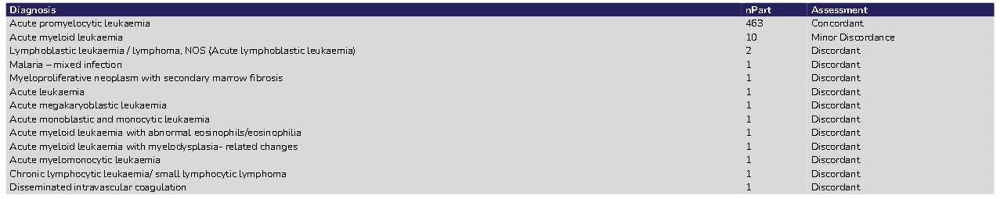 Diagnosis nPart Assessment
Acute promyelocytic leukaemia 463 Concordant
Acute myeloid leukaemia 10 Minor Discordance
Lymphoblastic leukaemia / lymphoma, NOS (Acute lymphoblastic leukaemia) 2 Discordant
Malaria – mixed infection 1 Discordant
Myeloproliferative neoplasm with secondary marrow fibrosis 1 Discordant
Acute leukaemia 1 Discordant
Acute megakaryoblastic leukaemia 1 Discordant
Acute monoblastic and monocytic leukaemia 1 Discordant
Acute myeloid leukaemia with abnormal eosinophils/eosinophilia 1 Discordant
Acute myeloid leukaemia with myelodysplasia- related changes 1 Discordant
Acute myelomonocytic leukaemia 1 Discordant
Chronic lymphocytic leukaemia/ small lymphocytic lymphoma 1 Discordant
Disseminated intravascular coagulation 1 Discordant